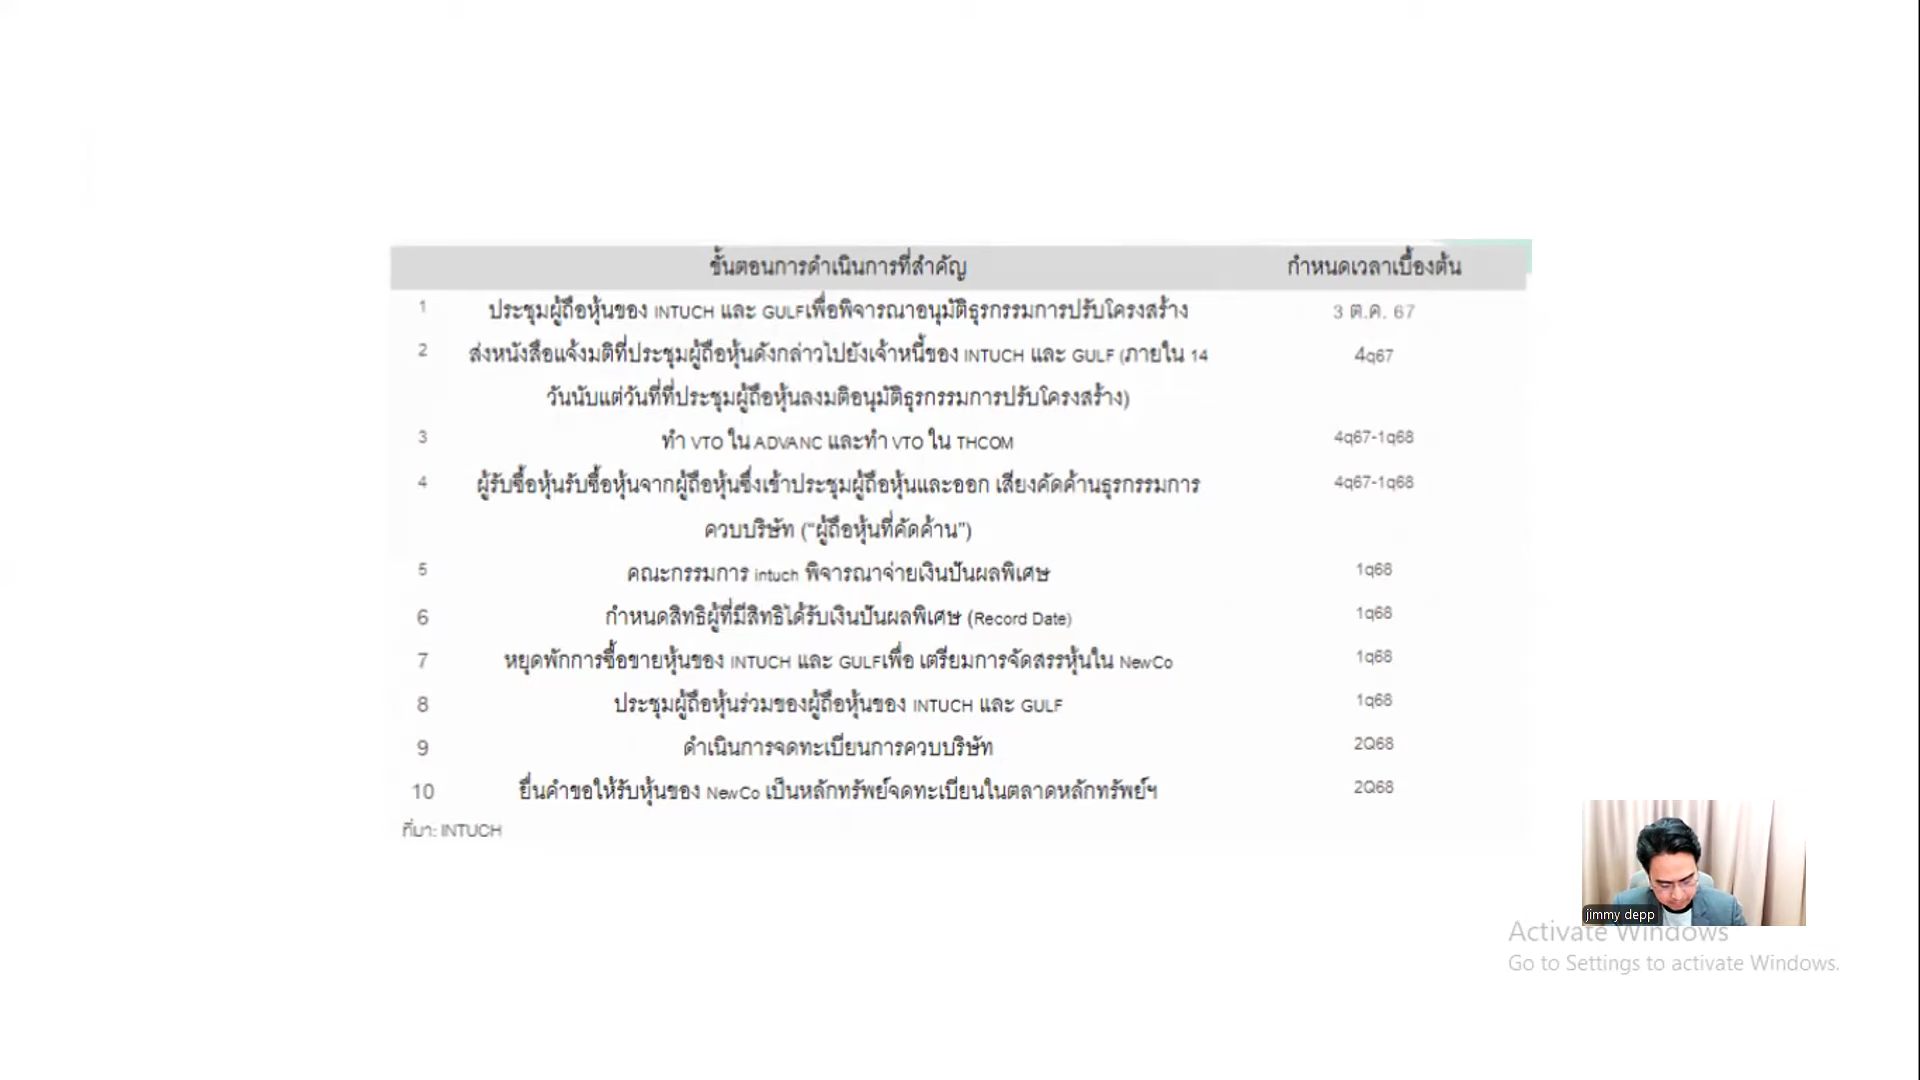 ขั้นตอนการดำเนินการที่สำคัญ กำหนดเวลาเบื้องต้น
1 ประชุมผู้ถือหุ้นของ INTUCH และ GULFเพื่อพิจารณาอนุมัติธุรกรรมการปรับโครงสร้าง 3 ต.ค. 67
2 ส่งหนังสือแจ้งมติที่ประชุมผู้ถือหุ้นดังกล่าวไปยังเจ้าหนี้ของ INTUCH และ GULF (ภายใน 14 4q67
วันนับแต่วันที่ที่ประชุมผู้ถือหุ้นลงมติอนุมัติธุรกรรมการปรับโครงสร้าง)
3 ทำ VTO ใน ADVANC และทำ VTO ใน THCOM 4q67-1q68
4 ผู้รับซื้อหุ้นรับซื้อหุ้นจากผู้ถือหุ้นซึ่งเข้าประชุมผู้ถือหุ้นและออก เสียงคัดค้านธุรกรรมการ 4q67-1q68
ควบบริษัท ("ผู้ถือหุ้นที่คัดค้าน")
5 คณะกรรมการ intuch พิจารณาจ่ายเงินปันผลพิเศษ 1q68
6 กำหนดสิทธิผู้ที่มีสิทธิได้รับเงินปันผลพิเศษ (Record Date) 1q68
7 หยุดพักการซื้อขายหุ้นของ INTUCH และ GULFเพื่อ เตรียมการจัดสรรหุ้นใน NewCo 1q68
8 ประชุมผู้ถือหุ้นร่วมของผู้ถือหุ้นของ INTUCH และ GULF 1q68
9 ดำเนินการจดทะเบียนการควบบริษัท 2Q68
10 ยื่นคำขอให้รับหุ้นของ NewCo เป็นหลักทรัพย์จดทะเบียนในตลาดหลักทรัพย์ฯ 2Q68
ที่มา: INTUCH
jimmy depp
Activate Windows
Go to Settings to activate Windows.